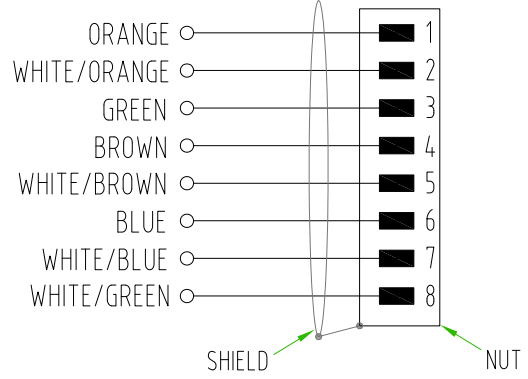 ORANGE 1
WHITE/ORANGE 2
GREEN 3
BROWN 4
WHITE/BROWN 5
BLUE 6
WHITE/BLUE 7
WHITE/GREEN 8
SHIELD NUT